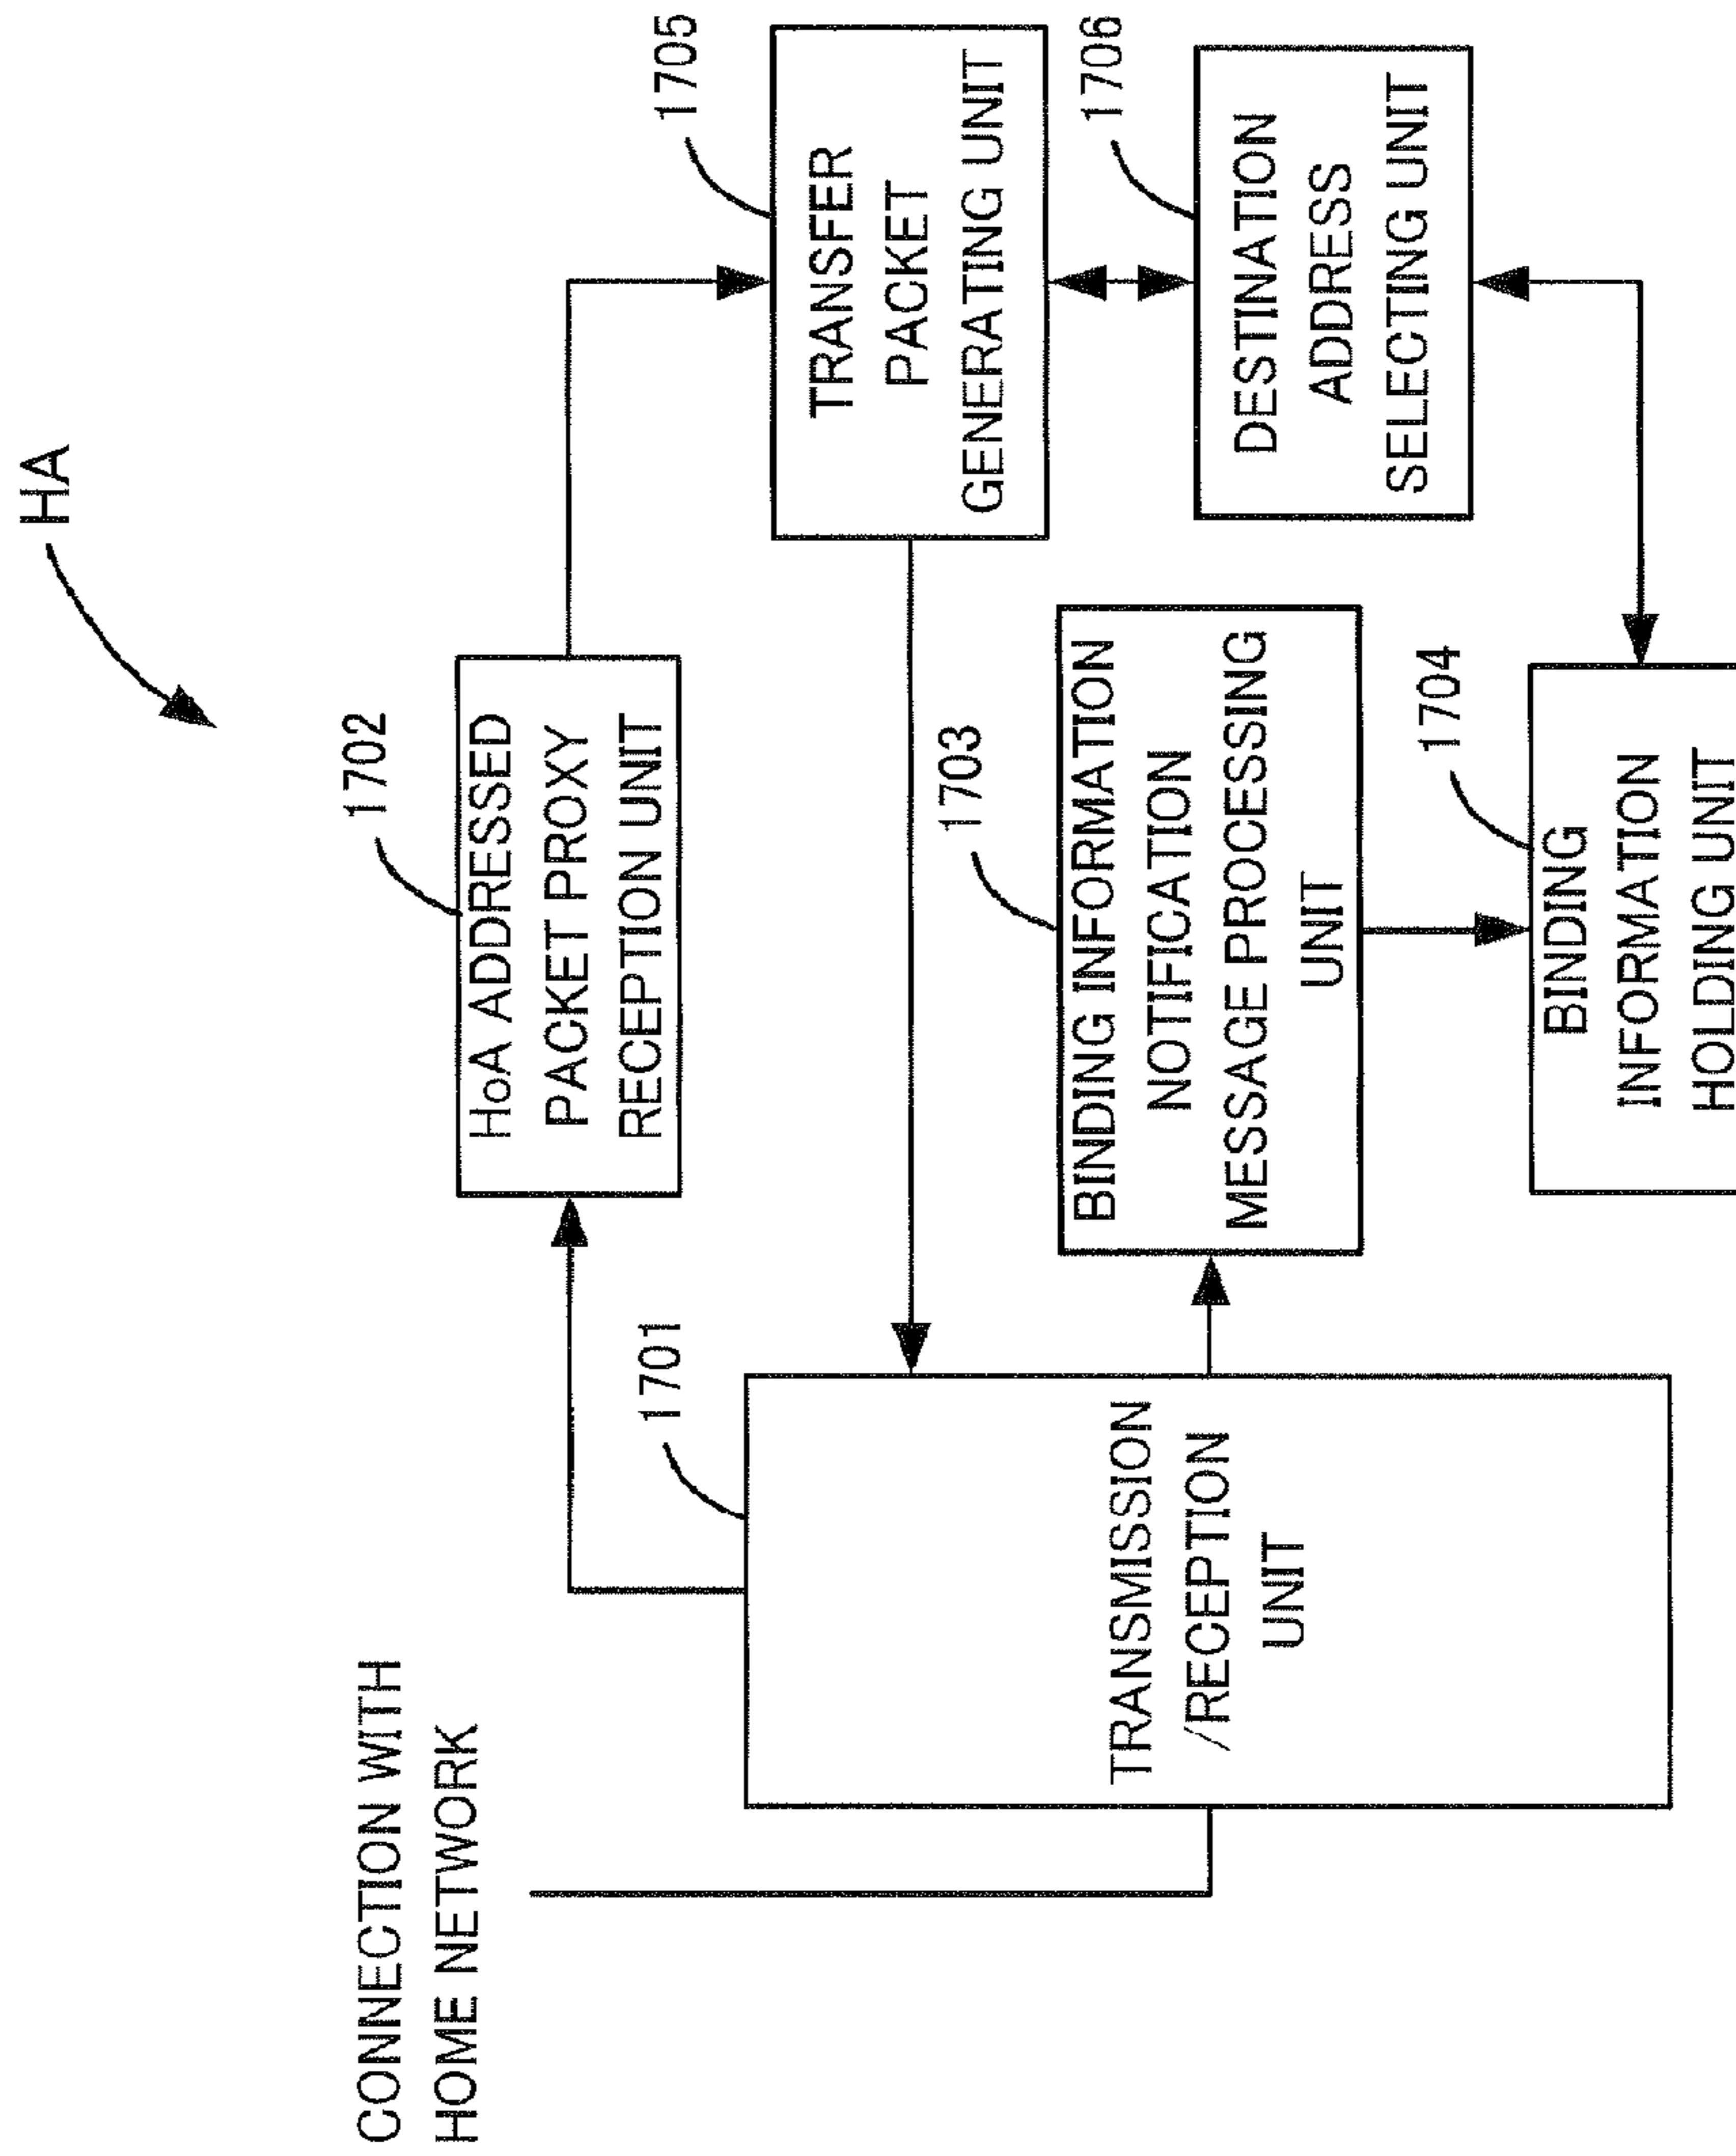 HA
CONNECTION WITH
HOME NETWORK
1701
TRANSMISSION
/RECEPTION
UNIT
1702
HoA ADDRESSED
PACKET PROXY
RECEPTION UNIT
1705
TRANSFER
PACKET
GENERATING UNIT
1703
BINDING INFORMATION
NOTIFICATION
MESSAGE PROCESSING
UNIT
1706
DESTINATION
ADDRESS
SELECTING UNIT
1704
BINDING
INFORMATION
HOLDING UNIT